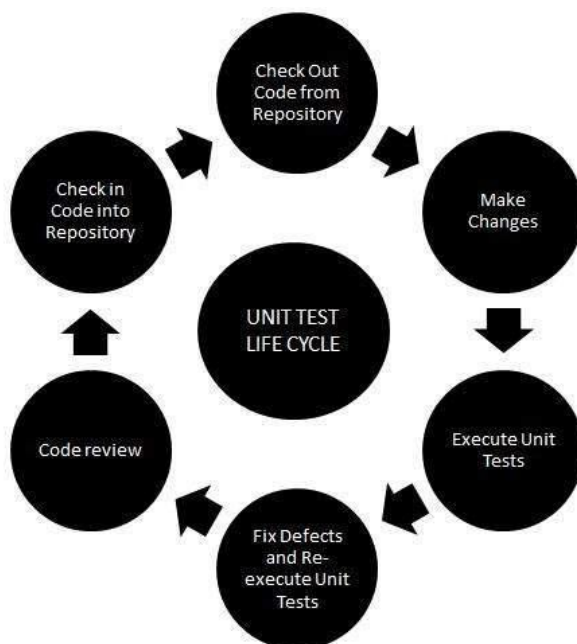 Check Out
Code from
Repository
Make
Changes
Execute Unit
Tests
Fix Defects
and Re-
execute Unit
Tests
Code review
Check in
Code into
Repository
UNIT TEST
LIFE CYCLE